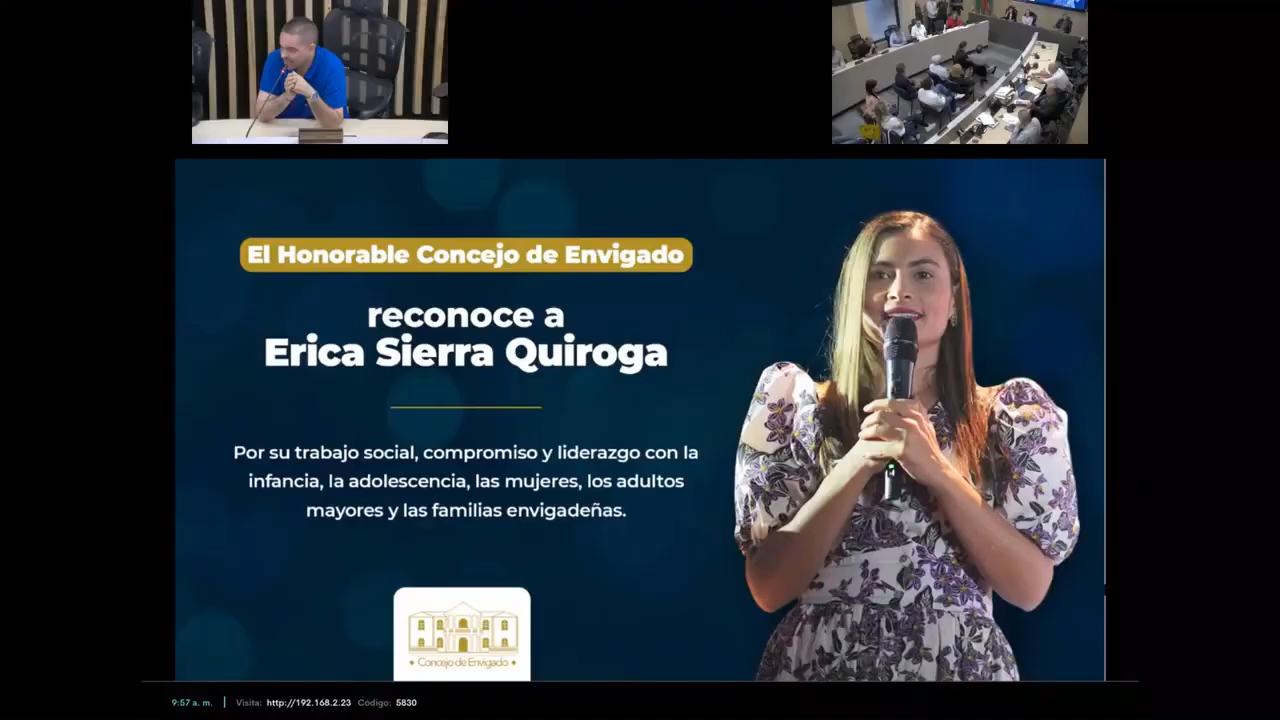 El Honorable Concejo de Envigado
reconoce a
Erica Sierra Quiroga
Por su trabajo social, compromiso y liderazgo con la
infancia, la adolescencia, las mujeres, los adultos
mayores y las familias envigadeñas.
Concejo de Envigado
9:57 a. m. | Visita: http://192.168.2.23 Código: 5830